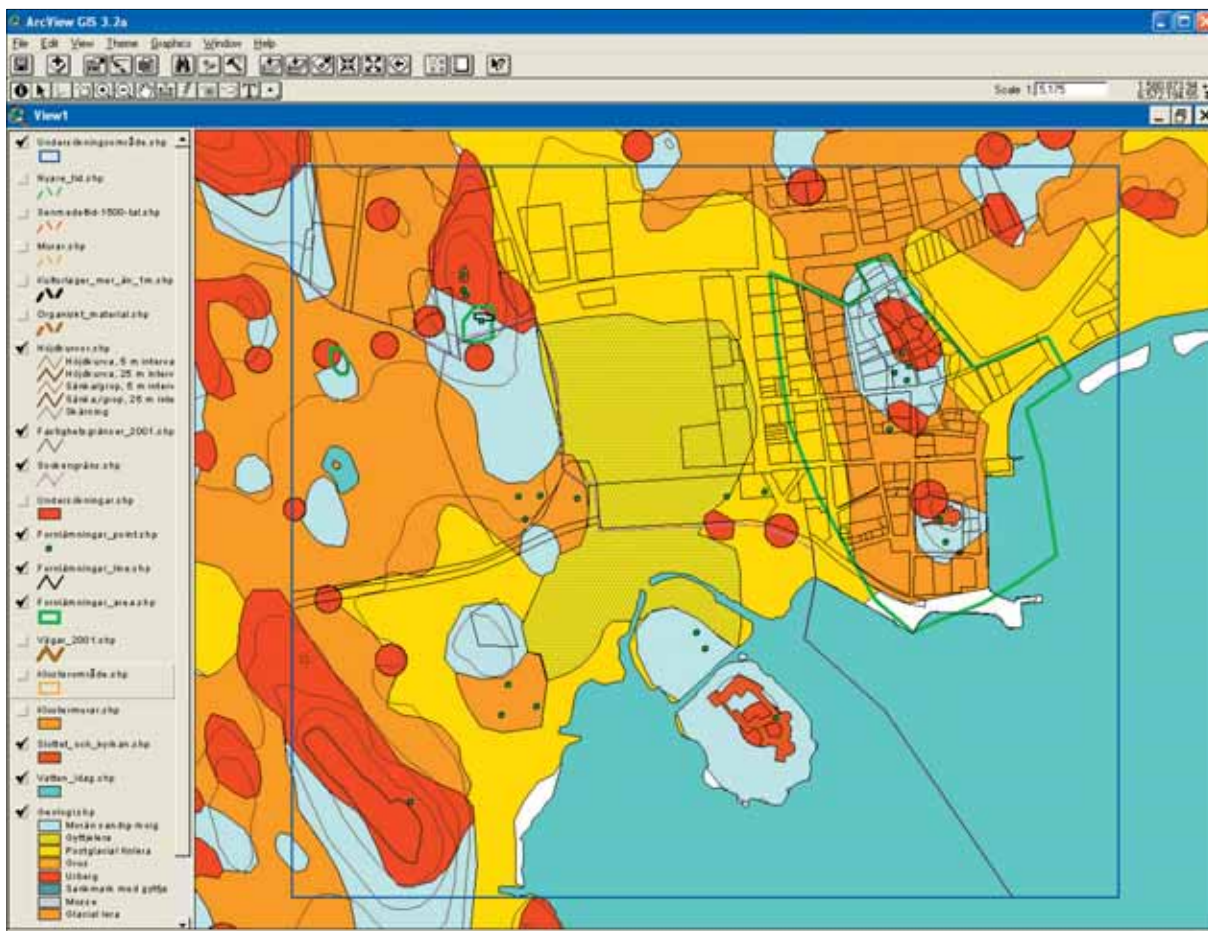 ArcView GIS 3.2a
File Edit View Theme Graphics Window Help
Scale 1: 5,175
View1
Undersökningsområde.shp
Nyare_tid.shp
Senmedeltid-1500-tal.shp
Murar.shp
Kulturlager_mer_än_1m.shp
Organiskt_material.shp
Höjdkurvor.shp
Höjdkurva, 5 m interva
Höjdkurva, 25 m interv
Sänka/grop, 5 m interv
Sänka/grop, 25 m inte
Skärning
Fastighetsgränser_2001.shp
Sockengräns.shp
Undersökningar.shp
Fornlämningar_point.shp
Fornlämningar_line.shp
Fornlämningar_area.shp
Vägar_2001.shp
Klosterområde.shp
Klostermurar.shp
Slottet_och_kyrkan.shp
Vatten_idag.shp
Geologi.shp
Morän sandig-moig
Gyttjelera
Postglacial finlera
Grus
Urberg
Sankmark med gyttja
Mosse
Glacial lera